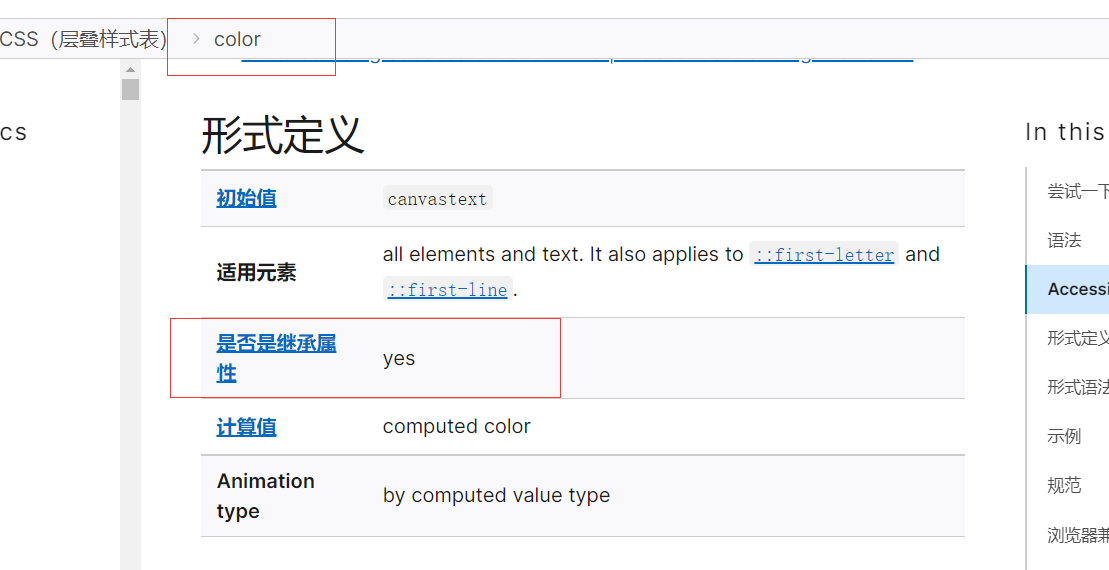 CSS（层叠样式表） > color
cs
形式定义
初始值 canvastext
适用元素 all elements and text. It also applies to ::first-letter and
::first-line.
是否是继承属
性 yes
计算值 computed color
Animation
type by computed value type
In this
尝试一下
语法
Accessi
形式定义
形式语法
示例
规范
浏览器兼